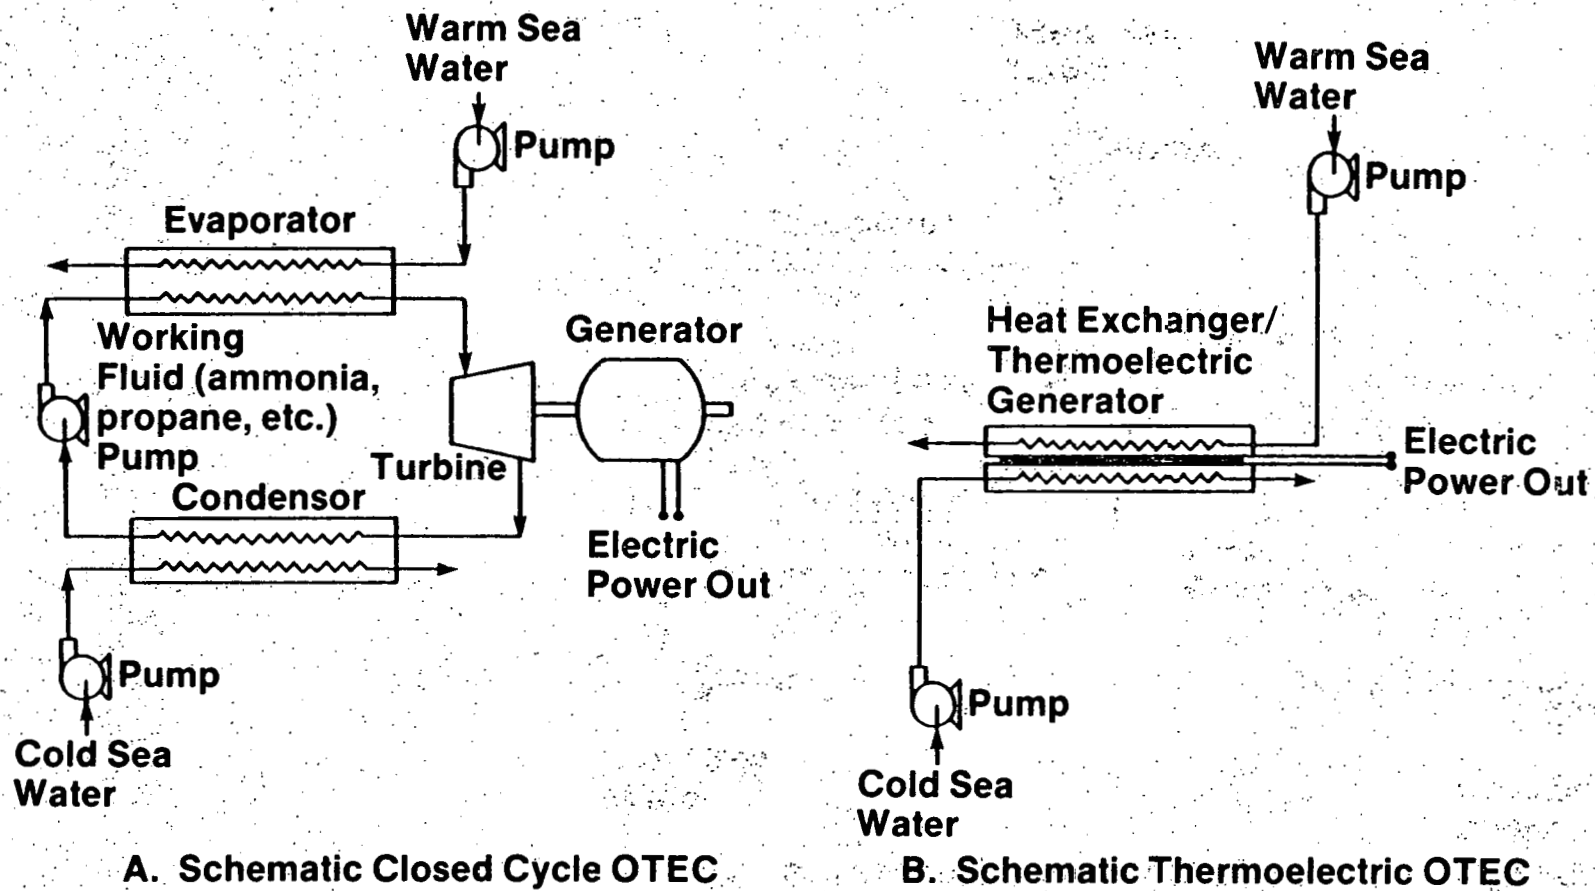 Warm Sea
Water
Pump
Evaporator
Working
Fluid (ammonia,
propane, etc.)
Pump
Generator
Turbine
Condensor
Electric
Power Out
Pump
Cold Sea
Water
A. Schematic Closed Cycle OTEC
Warm Sea
Water
Pump
Heat Exchanger/
Thermoelectric
Generator
Electric
Power Out
Pump
Cold Sea
Water
B. Schematic Thermoelectric OTEC